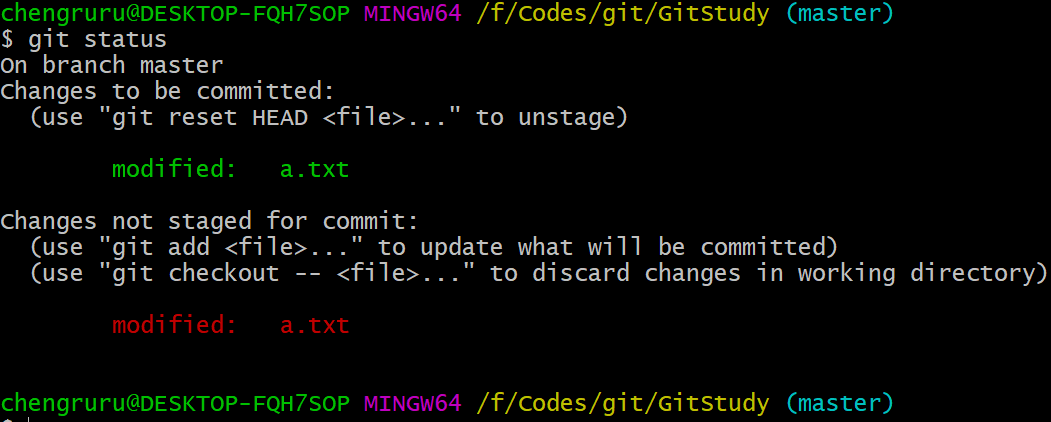 chengruru@DESKTOP-FQH7SOP MINGW64 /f/Codes/git/GitStudy (master)
$ git status
On branch master
Changes to be committed:
  (use "git reset HEAD <file>..." to unstage)

        modified:   a.txt

Changes not staged for commit:
  (use "git add <file>..." to update what will be committed)
  (use "git checkout -- <file>..." to discard changes in working directory)

        modified:   a.txt


chengruru@DESKTOP-FQH7SOP MINGW64 /f/Codes/git/GitStudy (master)
$